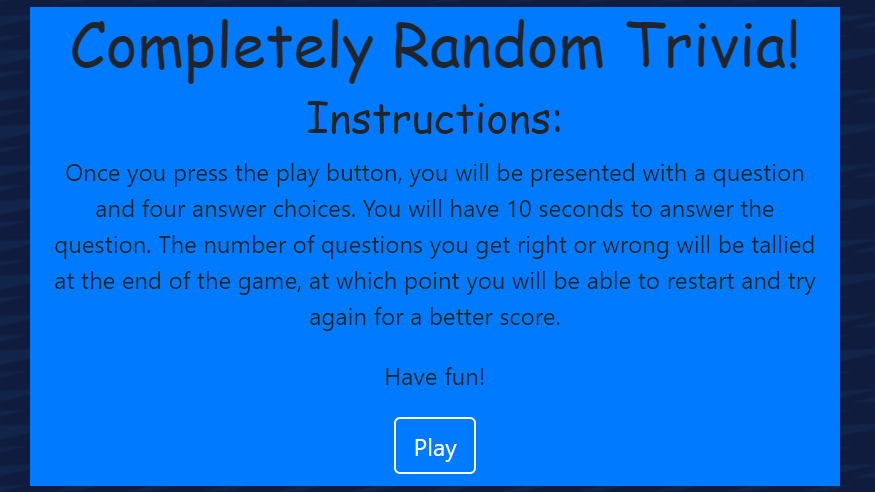 Completely Random Trivia!
Instructions:
Once you press the play button, you will be presented with a question
and four answer choices. You will have 10 seconds to answer the
question. The number of questions you get right or wrong will be tallied
at the end of the game, at which point you will be able to restart and try
again for a better score.
Have fun!
Play